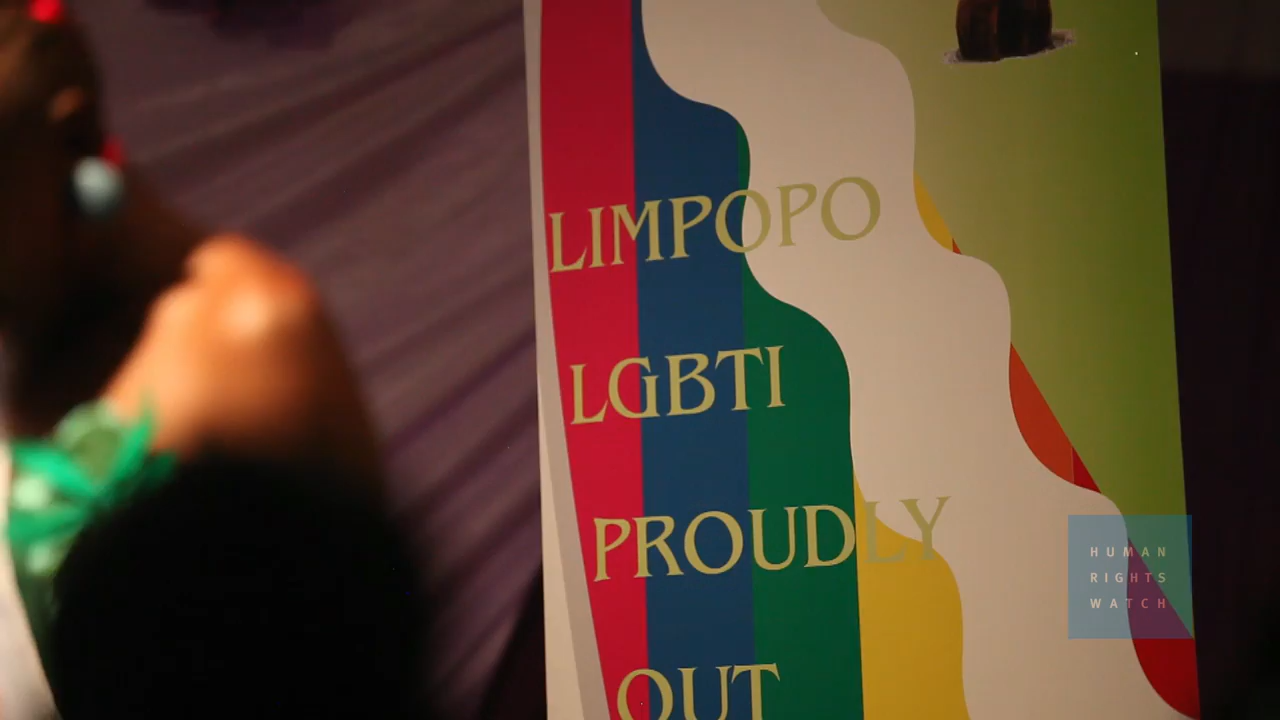 LIMPOPO
LGBTI
PROUDLY
OUT
HUMAN
RIGHTS
WATCH